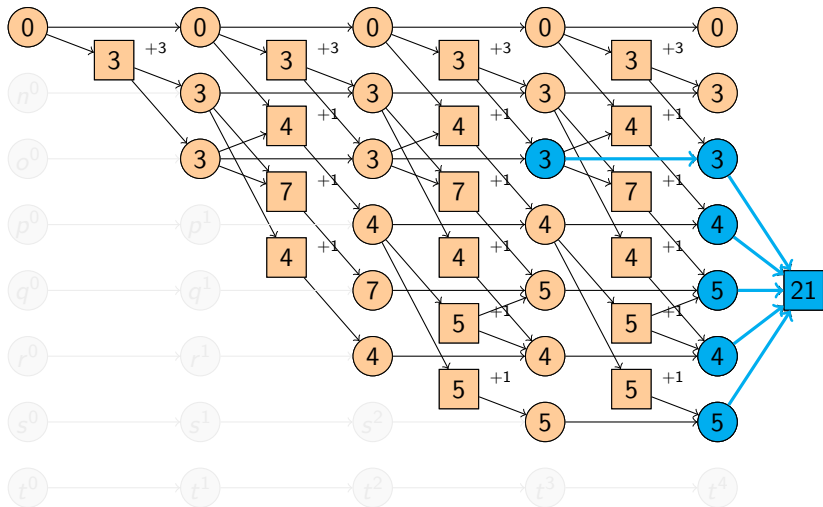 0 0 0 0 0
3 +3 3 +3 3 +3 3 +3
n⁰ 3 3 3 3
4 +1 4 +1 4 +1
o⁰ 3 3 3 3
7 +1 7 +1 7 +1
p⁰ p¹ 4 4 4
4 +1 4 +1 4 +1
q⁰ q¹ 7 5 5 21
5 +1 5 +1
r⁰ r¹ 4 4 4
5 +1 5 +1
s⁰ s¹ s² 5 5
t⁰ t¹ t² t³ t⁴